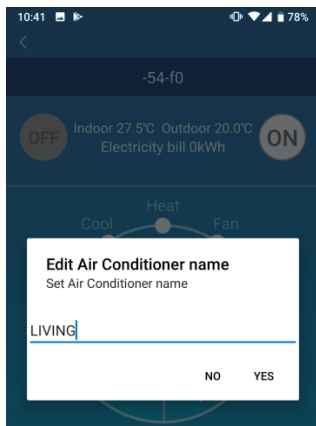 10:41 78%
-54-f0
OFF
Indoor 27.5℃ Outdoor 20.0℃
Electricity bill 0kWh
ON
Heat
Cool Fan
Edit Air Conditioner name
Set Air Conditioner name
LIVING
NO YES